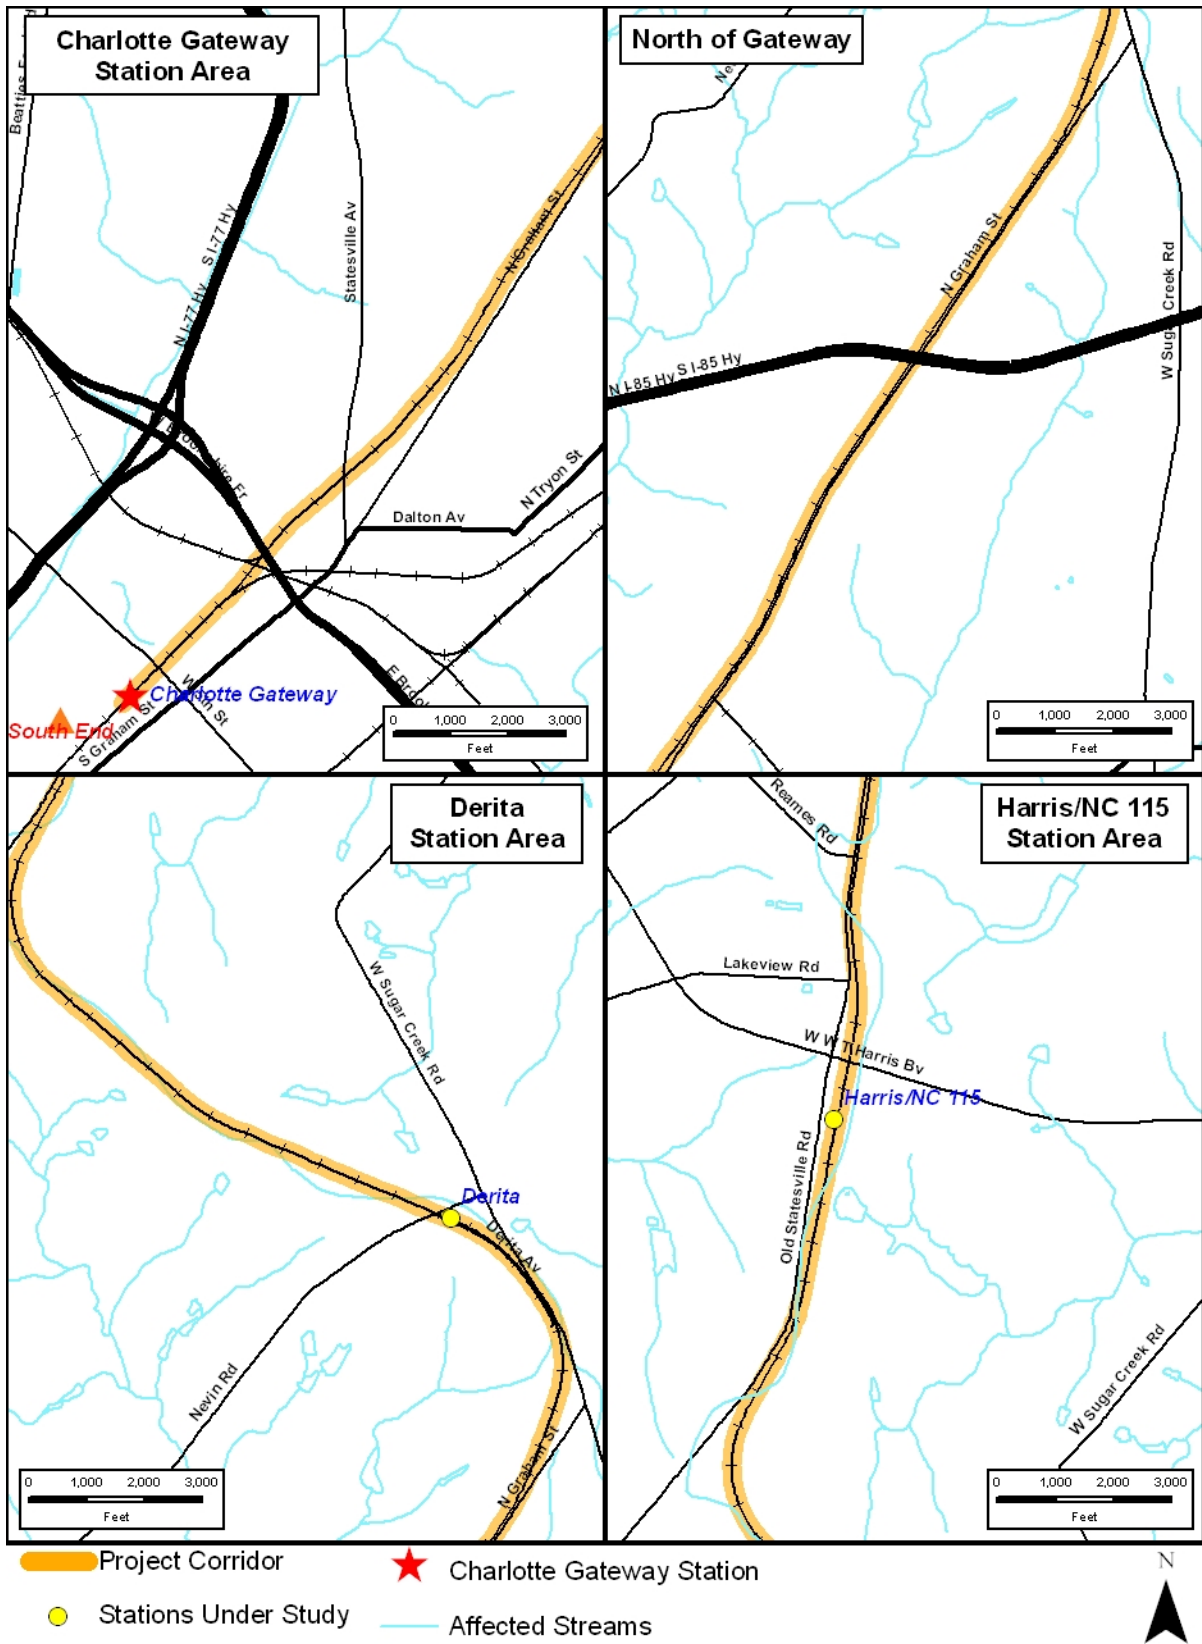 Charlotte Gateway
Station Area
Statesville Av
S I-77 Hy
N I-77 Hy
N Graham St
Dalton Av
N Tryon St
Charlotte Gateway
South End
S Graham St
0 1,000 2,000 3,000
Feet
North of Gateway
N Graham St
W Sugar Creek Rd
N I-85 Hy
S I-85 Hy
0 1,000 2,000 3,000
Feet
Derita
Station Area
W Sugar Creek Rd
Derita
Derita Av
Nevin Rd
N Graham St
0 1,000 2,000 3,000
Feet
Harris/NC 115
Station Area
Reames Rd
Lakeview Rd
W W T Harris Bv
Harris/NC 115
Old Statesville Rd
W Sugar Creek Rd
0 1,000 2,000 3,000
Feet
Project Corridor
Charlotte Gateway Station
Stations Under Study
Affected Streams
N